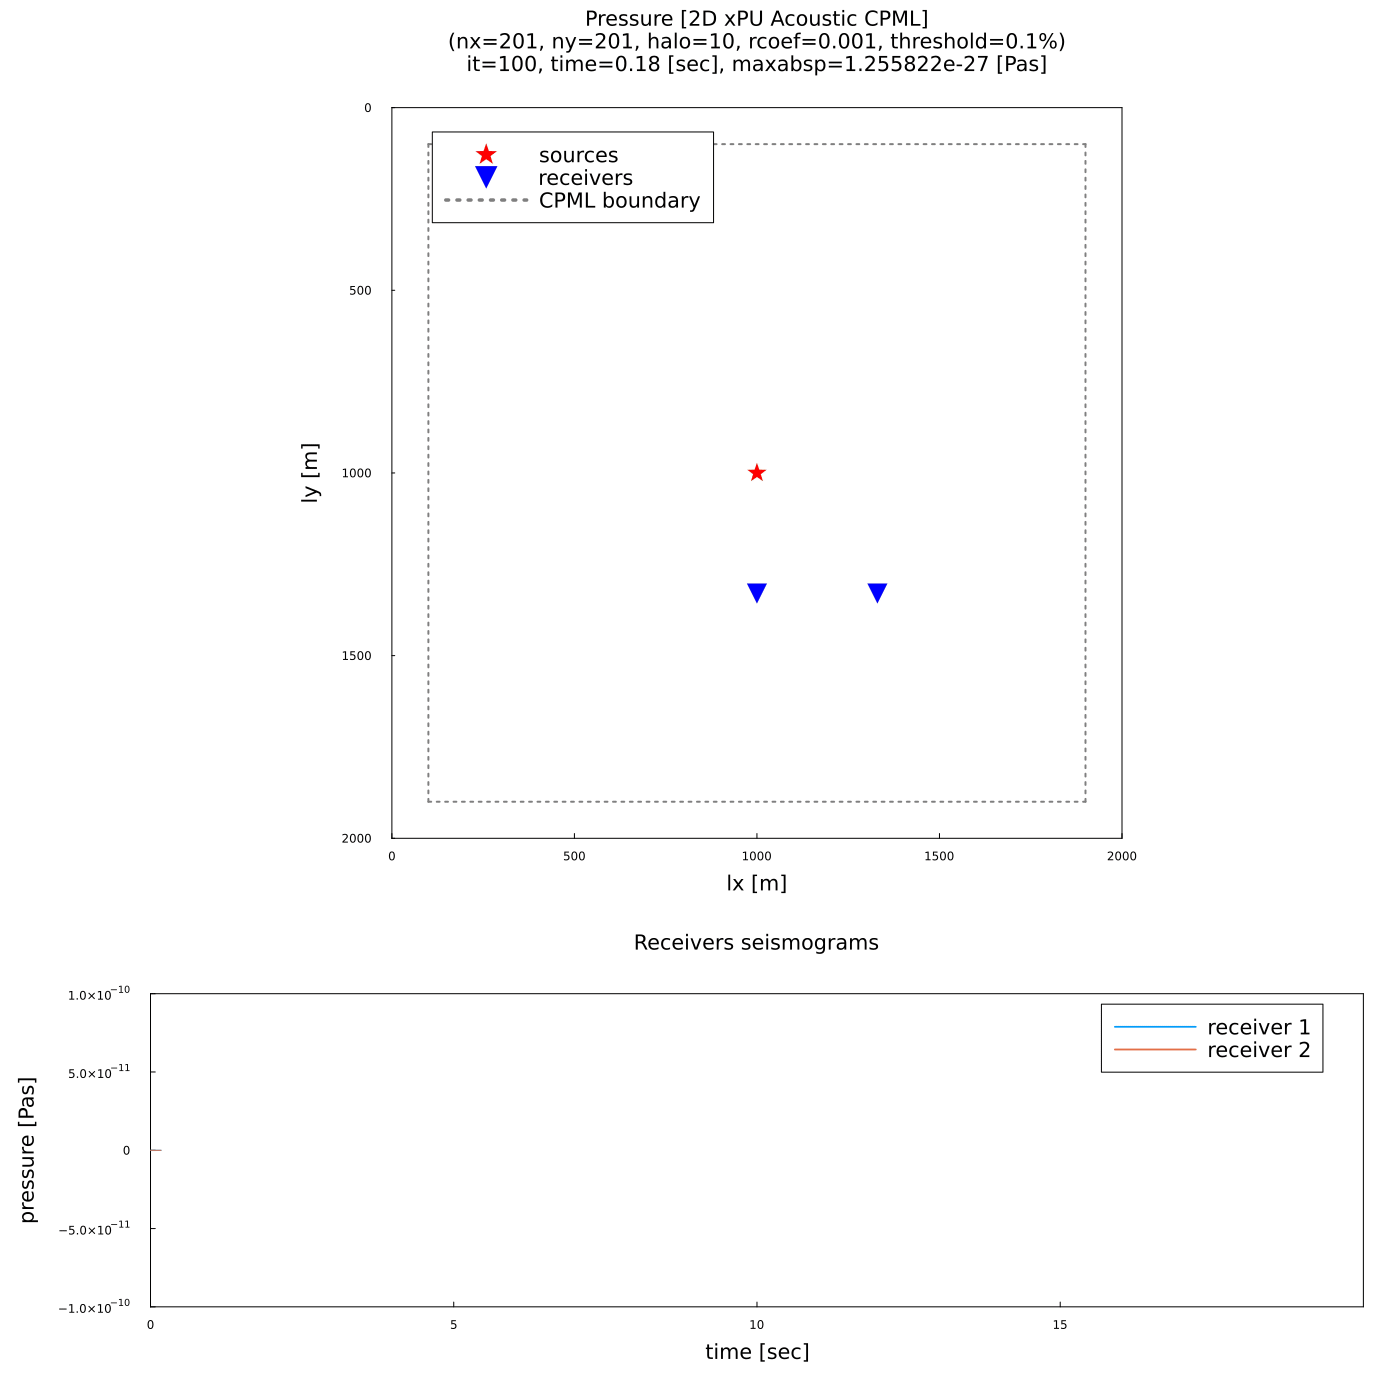 Pressure [2D xPU Acoustic CPML]
(nx=201, ny=201, halo=10, rcoef=0.001, threshold=0.1%)
it=100, time=0.18 [sec], maxabsp=1.255822e-27 [Pas]
0
sources
receivers
CPML boundary
500
1000
1500
2000
ly [m]
0 500 1000 1500 2000
lx [m]
Receivers seismograms
1.0×10⁻¹⁰
5.0×10⁻¹¹
0
−5.0×10⁻¹¹
−1.0×10⁻¹⁰
pressure [Pas]
receiver 1
receiver 2
0 5 10 15
time [sec]